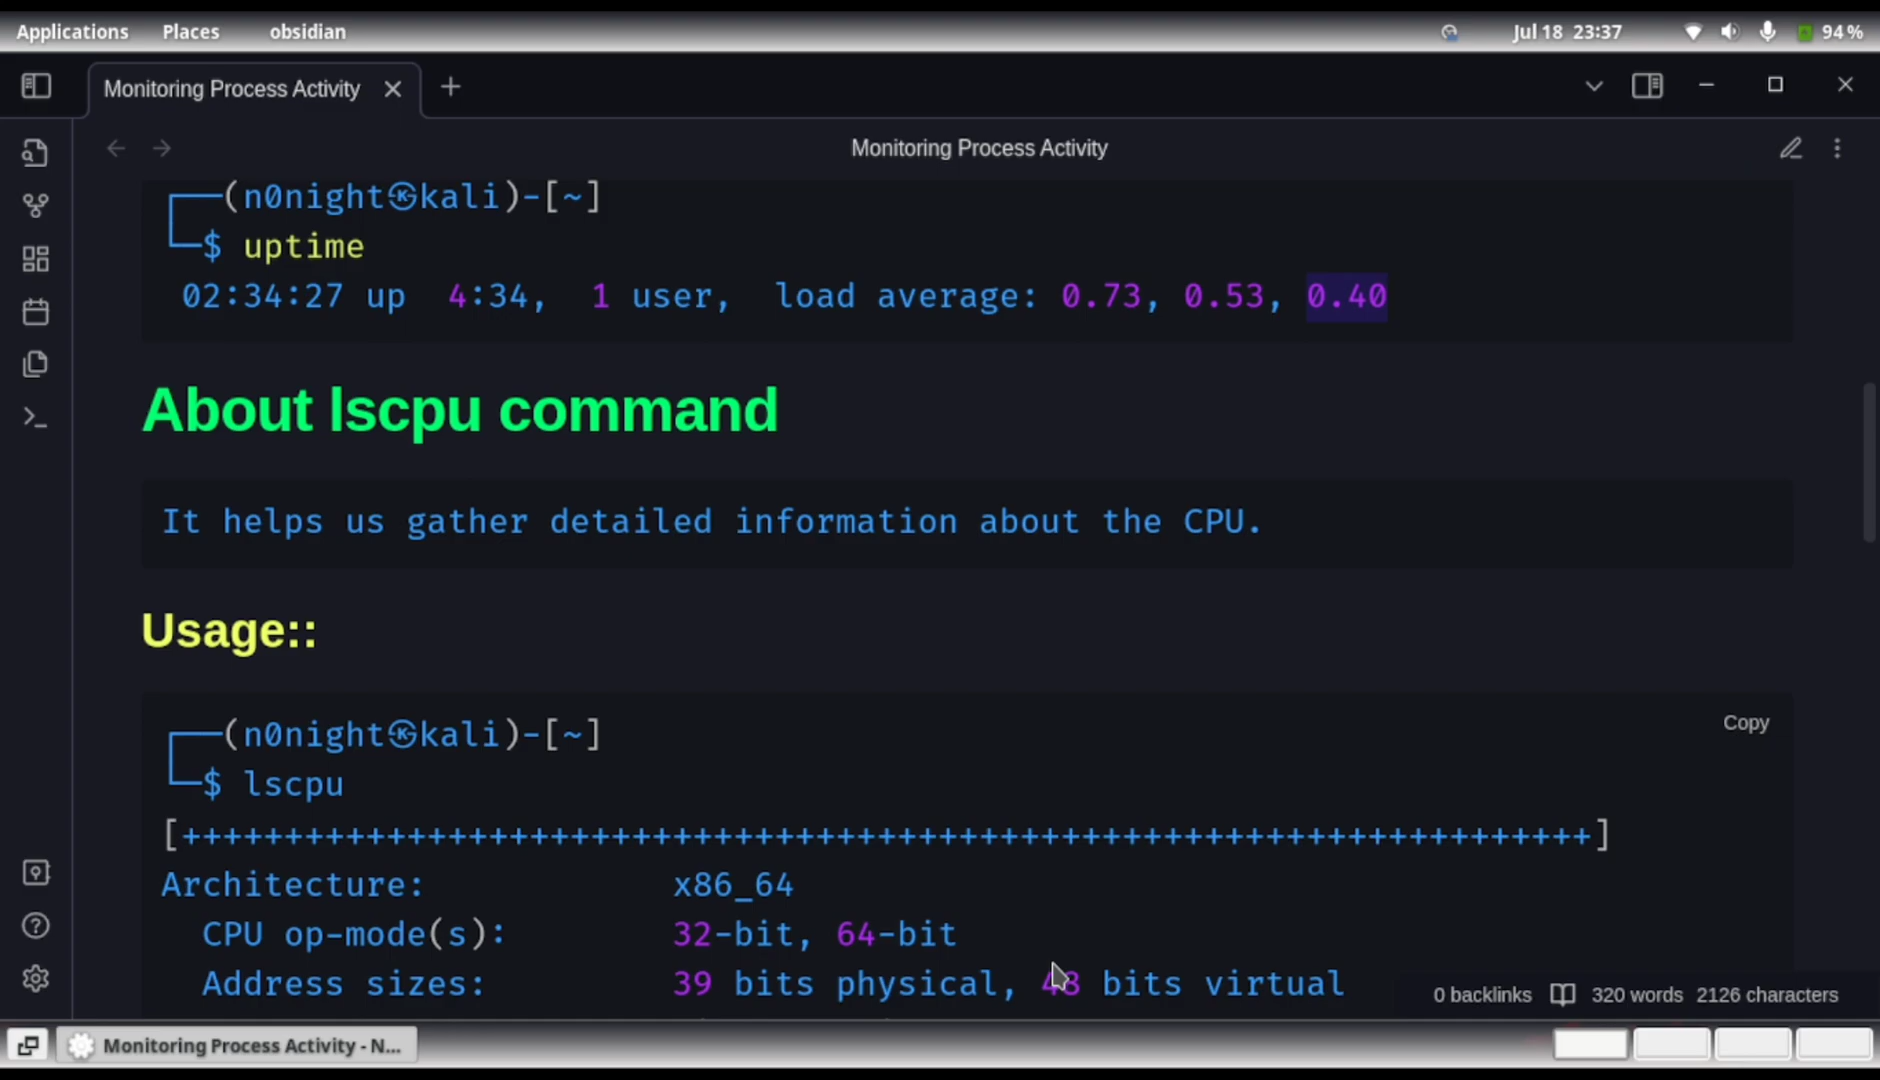 Applications Places obsidian Jul 18 23:37 94%
Monitoring Process Activity
Monitoring Process Activity
┌──(n0night㉿kali)-[~]
└─$ uptime
02:34:27 up 4:34, 1 user, load average: 0.73, 0.53, 0.40
About lscpu command
It helps us gather detailed information about the CPU.
Usage::
┌──(n0night㉿kali)-[~]
Copy
└─$ lscpu
[+++++++++++++++++++++++++++++++++++++++++++++++++++++++++++++++++++++]
Architecture: x86_64
CPU op-mode(s): 32-bit, 64-bit
Address sizes: 39 bits physical, 48 bits virtual
0 backlinks 320 words 2126 characters
Monitoring Process Activity - N...